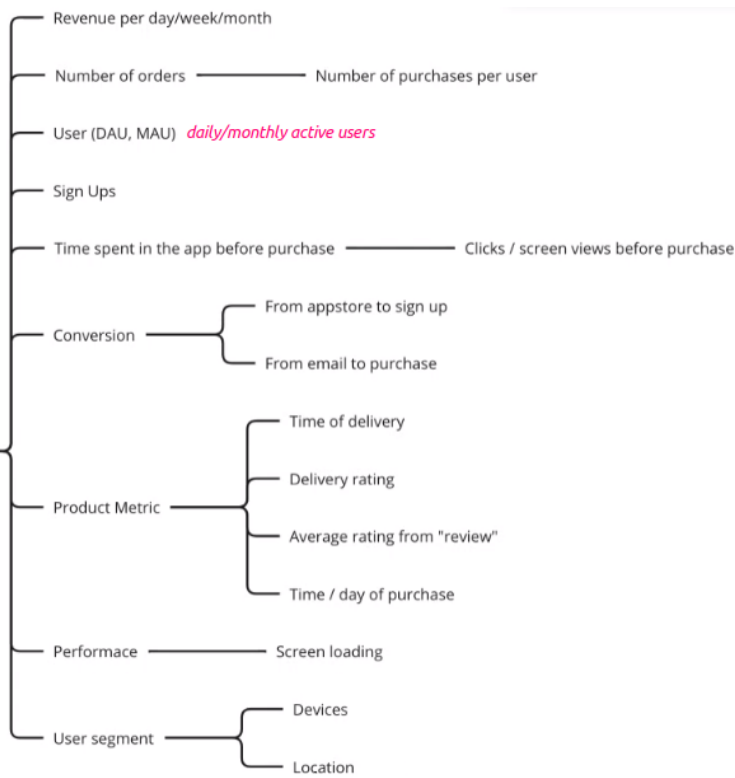 Revenue per day/week/month
Number of orders
Number of purchases per user
User (DAU, MAU) daily/monthly active users
Sign Ups
Time spent in the app before purchase
Clicks / screen views before purchase
Conversion
From appstore to sign up
From email to purchase
Product Metric
Time of delivery
Delivery rating
Average rating from "review"
Time / day of purchase
Performace
Screen loading
User segment
Devices
Location